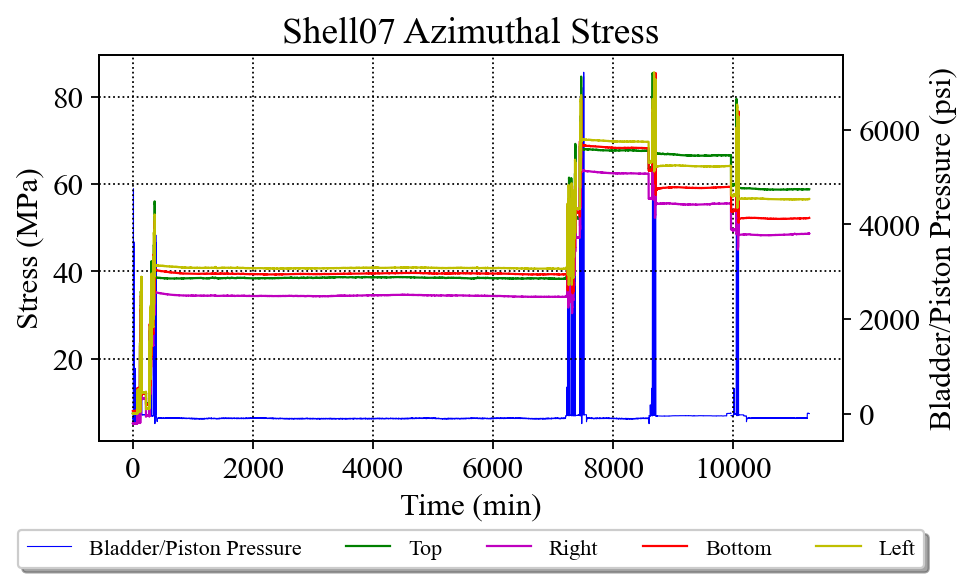 Shell07 Azimuthal Stress
80
60
40
20
Stress (MPa)
6000
4000
2000
0
Bladder/Piston Pressure (psi)
0 2000 4000 6000 8000 10000
Time (min)
Bladder/Piston Pressure Top Right Bottom Left